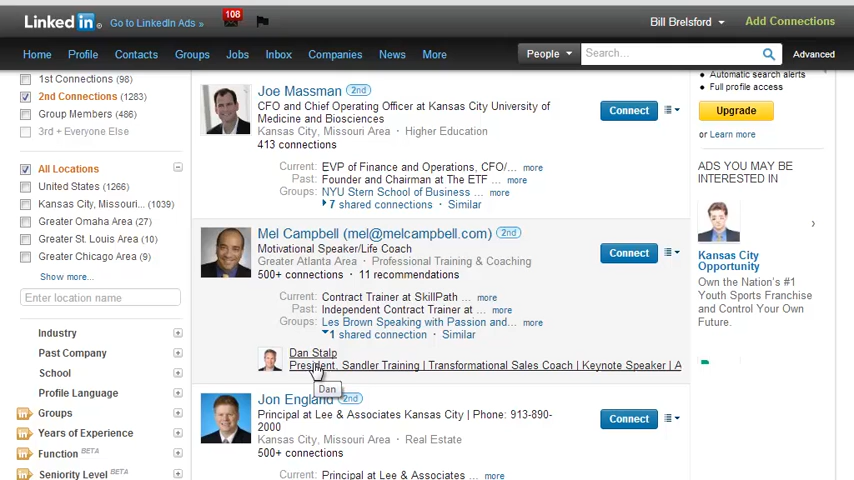 Linked in
Go to LinkedIn Ads »
108
Bill Brelsford
Add Connections
Home Profile Contacts Groups Jobs Inbox Companies News More
People
Search...
Advanced
1st Connections (98)
2nd Connections (1283)
Group Members (486)
3rd + Everyone Else
All Locations
United States (1266)
Kansas City, Missouri... (1039)
Greater Omaha Area (27)
Greater St. Louis Area (10)
Greater Chicago Area (9)
Show more...
Enter location name
Industry
Past Company
School
Profile Language
Groups
Years of Experience
Function BETA
Seniority Level BETA
Joe Massman 2nd
CFO and Chief Operating Officer at Kansas City University of
Medicine and Biosciences
Kansas City, Missouri Area · Higher Education
413 connections
Connect
Current: EVP of Finance and Operations, CFO/... more
Past: Founder and Chairman at The ETF ... more
Groups: NYU Stern School of Business ... more
7 shared connections · Similar
Mel Campbell (mel@melcampbell.com) 2nd
Motivational Speaker/Life Coach
Greater Atlanta Area · Professional Training & Coaching
500+ connections · 11 recommendations
Connect
Current: Contract Trainer at SkillPath ... more
Past: Independent Contract Trainer at ... more
Groups: Les Brown Speaking with Passion and... more
1 shared connection · Similar
Dan Stalp
President, Sandler Training | Transformational Sales Coach | Keynote Speaker | A
Dan
Jon England 2nd
Principal at Lee & Associates Kansas City | Phone: 913-890-
2000
Kansas City, Missouri Area · Real Estate
500+ connections
Connect
Current: Principal at Lee & Associates ... more
Automatic search alerts
Full profile access
Upgrade
or Learn more
ADS YOU MAY BE
INTERESTED IN
Kansas City
Opportunity
Own the Nation's #1
Youth Sports Franchise
and Control Your Own
Future.